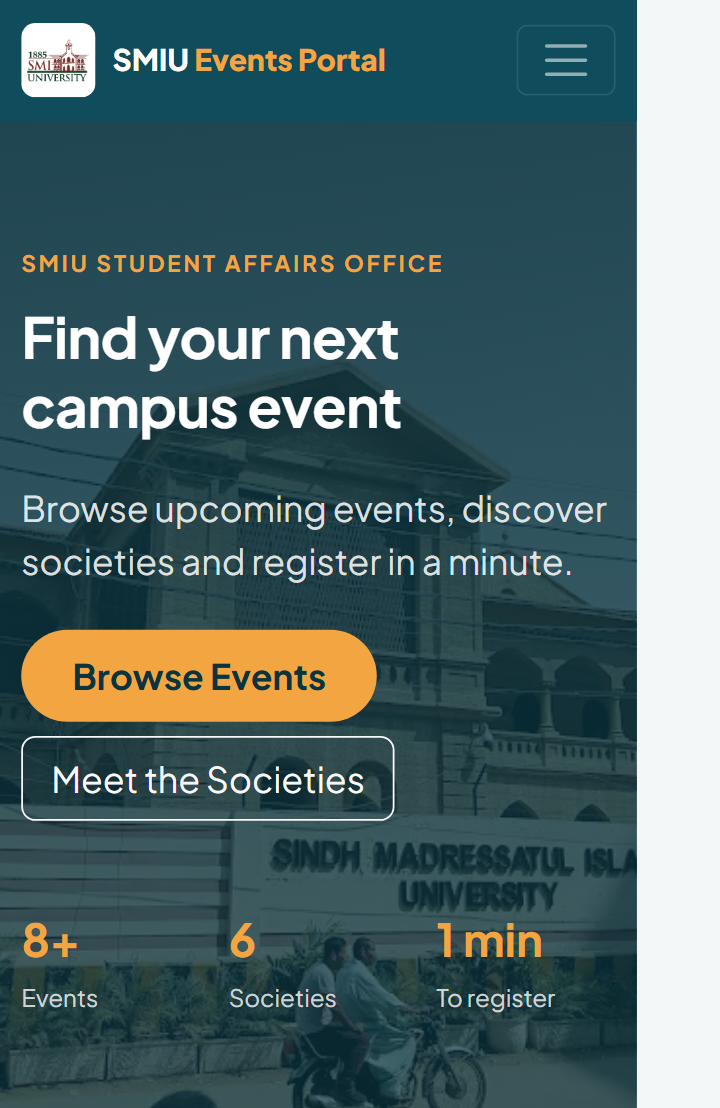 1885
SMI
UNIVERSITY
SMIU Events Portal
SMIU STUDENT AFFAIRS OFFICE
Find your next
campus event
Browse upcoming events, discover
societies and register in a minute.
Browse Events
Meet the Societies
SINDH MADRESSATUL ISLA
UNIVERSITY
8+ 6 1 min
Events Societies To register